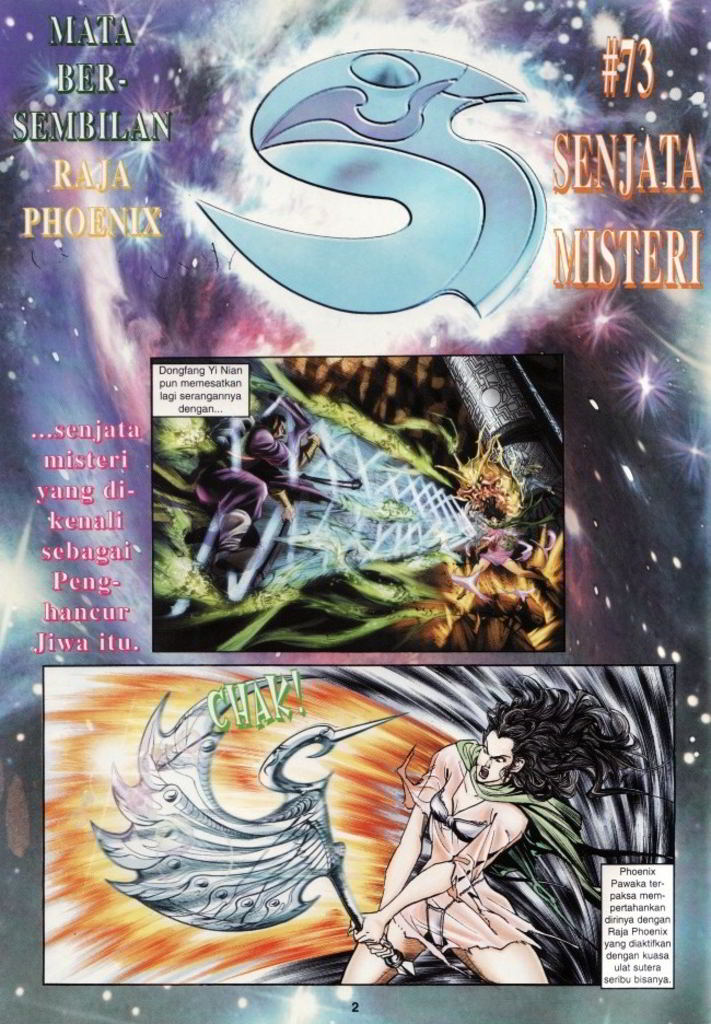 MATA
BER-
SEMBILAN
RAJA
PHOENIX
#73
SENJATA
MISTERI
Dongfang Yi Nian
pun memesatkan
lagi serangannya
dengan...
...senjata
misteri
yang di-
kenali
sebagai
Peng-
hancur
Jiwa itu.
CHAK!
Phoenix
Pawaka ter-
paksa mem-
pertahankan
dirinya dengan
Raja Phoenix
yang diaktifkan
dengan kuasa
ulat sutera
seribu bisanya.
2